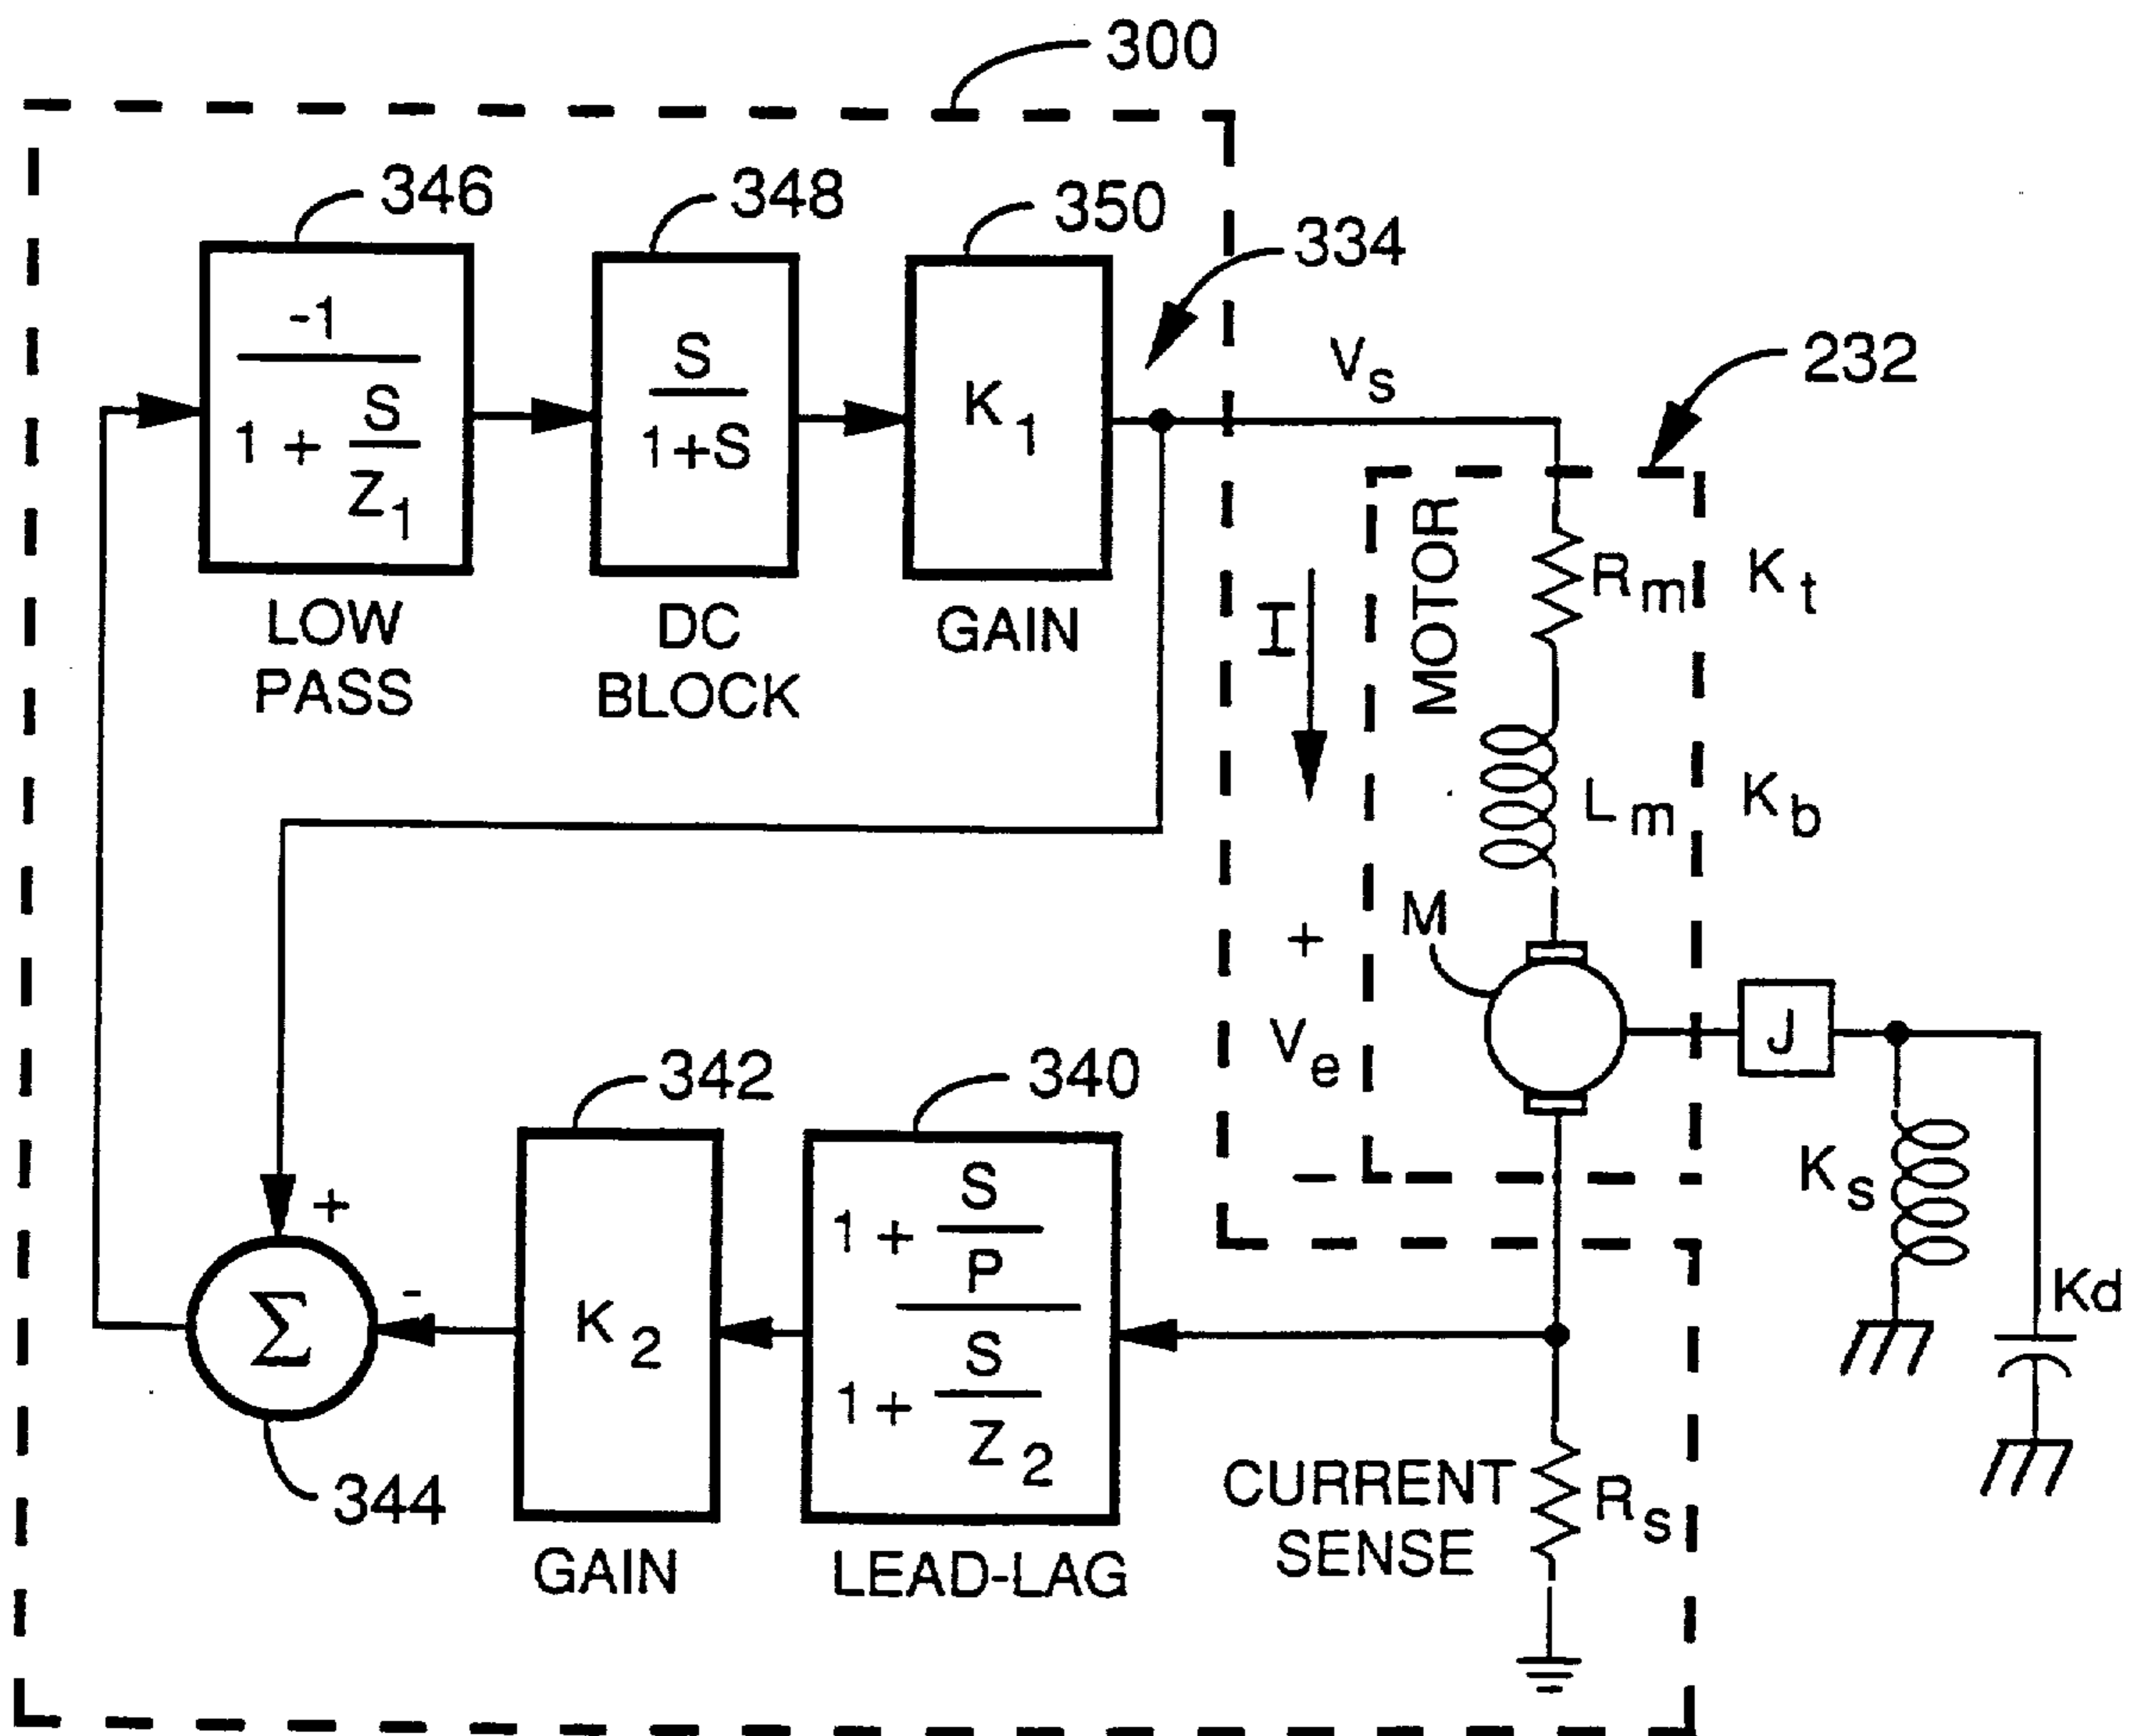 300
346
348
350
334
232
-1
1 + S
Z1
S
1+S
K1
Vs
LOW
PASS
DC
BLOCK
GAIN
I
MOTOR
Rm
Kt
Lm
Kb
M
+
Ve
−
J
Ks
Kd
342
340
+
-
Σ
344
K2
GAIN
1 + S
P
1 + S
Z2
LEAD-LAG
CURRENT
SENSE
Rs